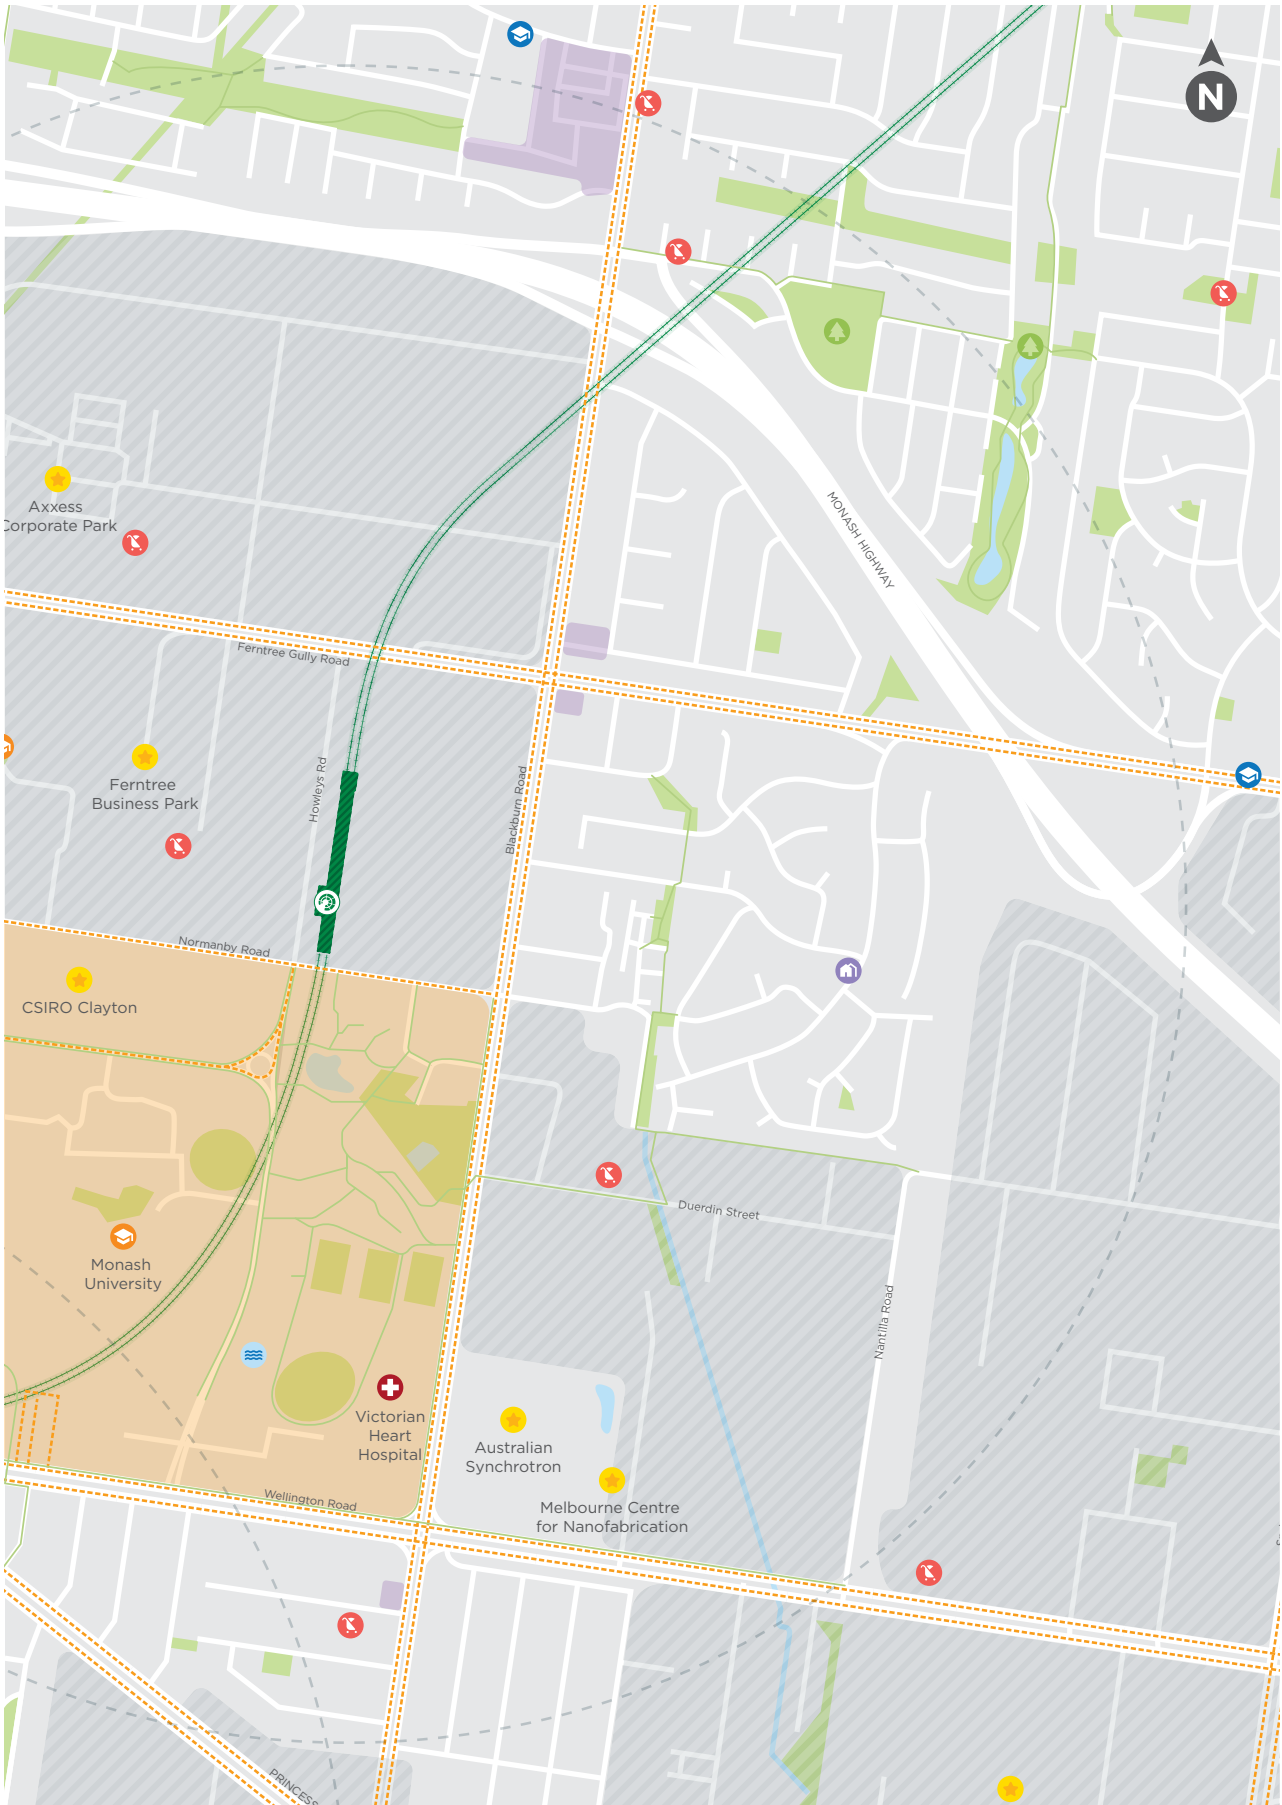 N
Axxess
Corporate Park
MONASH HIGHWAY
Ferntree Gully Road
Ferntree
Business Park
Howleys Rd
Blackburn Road
Normanby Road
CSIRO Clayton
Duerdin Street
Monash
University
Nantilla Road
Victorian
Heart
Hospital
Australian
Synchrotron
Melbourne Centre
for Nanofabrication
Wellington Road
PRINCESS